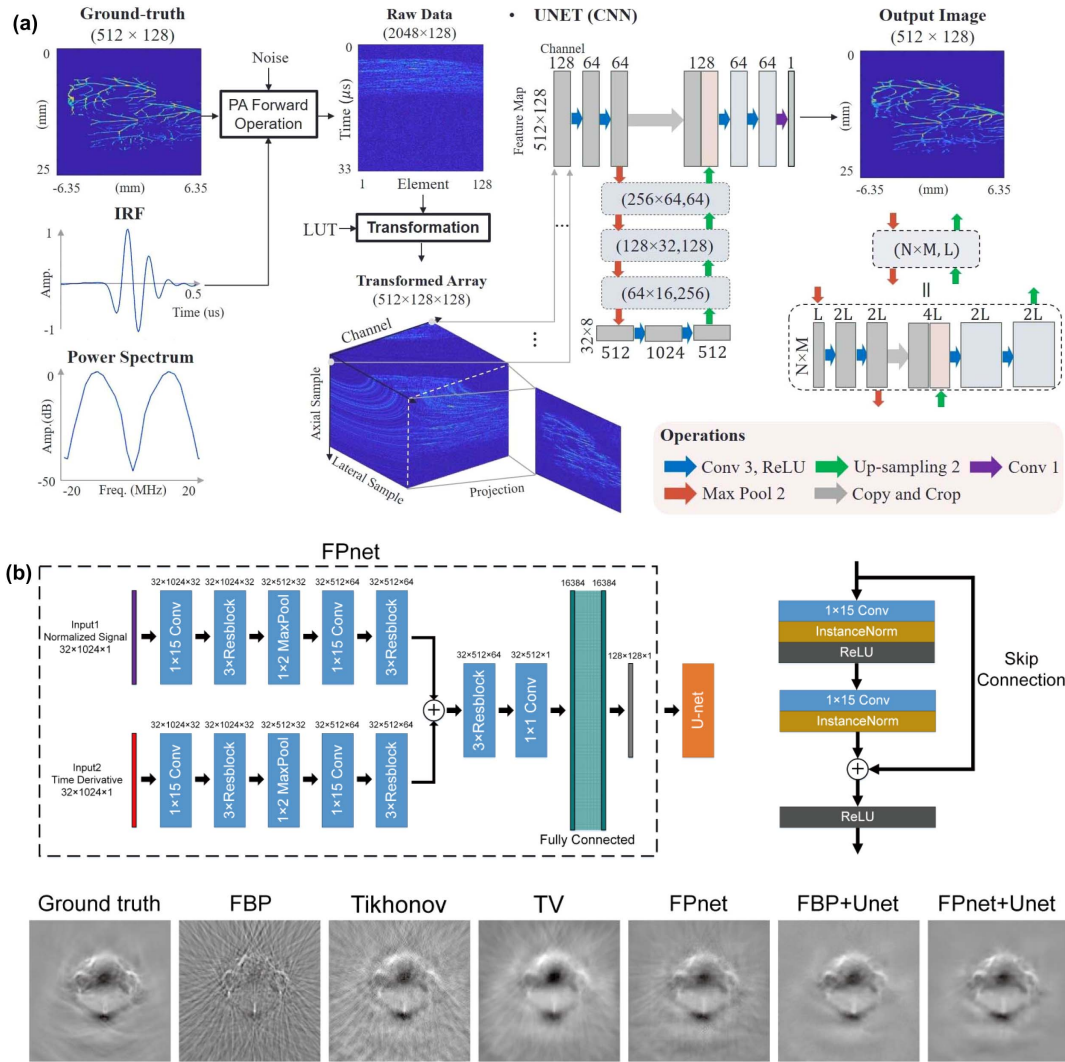 (a)
Ground-truth
(512 × 128)
0
(mm)
25
-6.35
(mm)
6.35
Noise
PA Forward
Operation
Raw Data
(2048×128)
0
Time (μs)
33
1
Element
128
LUT
Transformation
Transformed Array
(512×128×128)
Channel
Axial Sample
Lateral Sample
Projection
IRF
1
Amp.
-1
0.5
Time (us)
Power Spectrum
0
Amp.(dB)
-50
-20
Freq. (MHz)
20
• UNET (CNN)
Channel
128 64 64
128 64 64 1
Feature Map
512×128
(256×64,64)
(128×32,128)
(64×16,256)
32×8
512
1024
512
...
⋮
Output Image
(512 × 128)
0
(mm)
25
-6.35
(mm)
6.35
(N×M, L)
=
L 2L 2L 4L 2L 2L
N×M
Operations
Conv 3, ReLU
Up-sampling 2
Conv 1
Max Pool 2
Copy and Crop
(b)
FPnet
Input1
Normalized Signal
32×1024×1
32×1024×32
32×1024×32
32×512×32
32×512×64
32×512×64
1×15 Conv
3×Resblock
1×2 MaxPool
1×15 Conv
3×Resblock
Input2
Time Derivative
32×1024×1
32×1024×32
32×1024×32
32×512×32
32×512×64
32×512×64
1×15 Conv
3×Resblock
1×2 MaxPool
1×15 Conv
3×Resblock
+
32×512×64
32×512×1
3×Resblock
1×1 Conv
16384
16384
Fully Connected
128×128×1
U-net
1×15 Conv
InstanceNorm
ReLU
1×15 Conv
InstanceNorm
+
ReLU
Skip
Connection
Ground truth
FBP
Tikhonov
TV
FPnet
FBP+Unet
FPnet+Unet